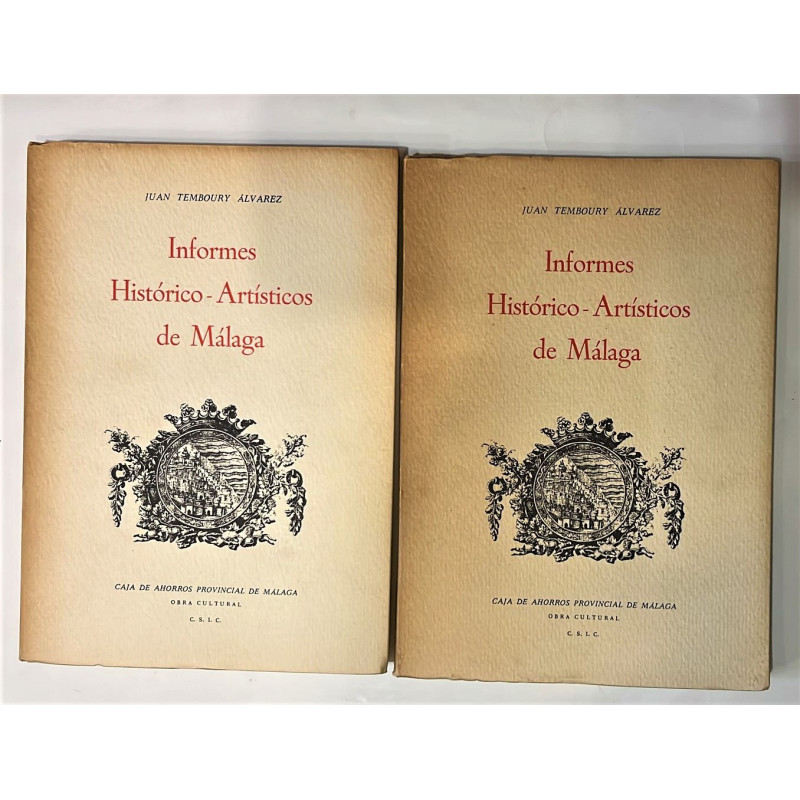 JUAN TEMBOURY ÁLVAREZ
Informes
Histórico - Artísticos
de Málaga
CAJA DE AHORROS PROVINCIAL DE MÁLAGA
OBRA CULTURAL
C. S. I. C.
JUAN TEMBOURY ÁLVAREZ
Informes
Histórico - Artísticos
de Málaga
CAJA DE AHORROS PROVINCIAL DE MÁLAGA
OBRA CULTURAL
C. S. I. C.